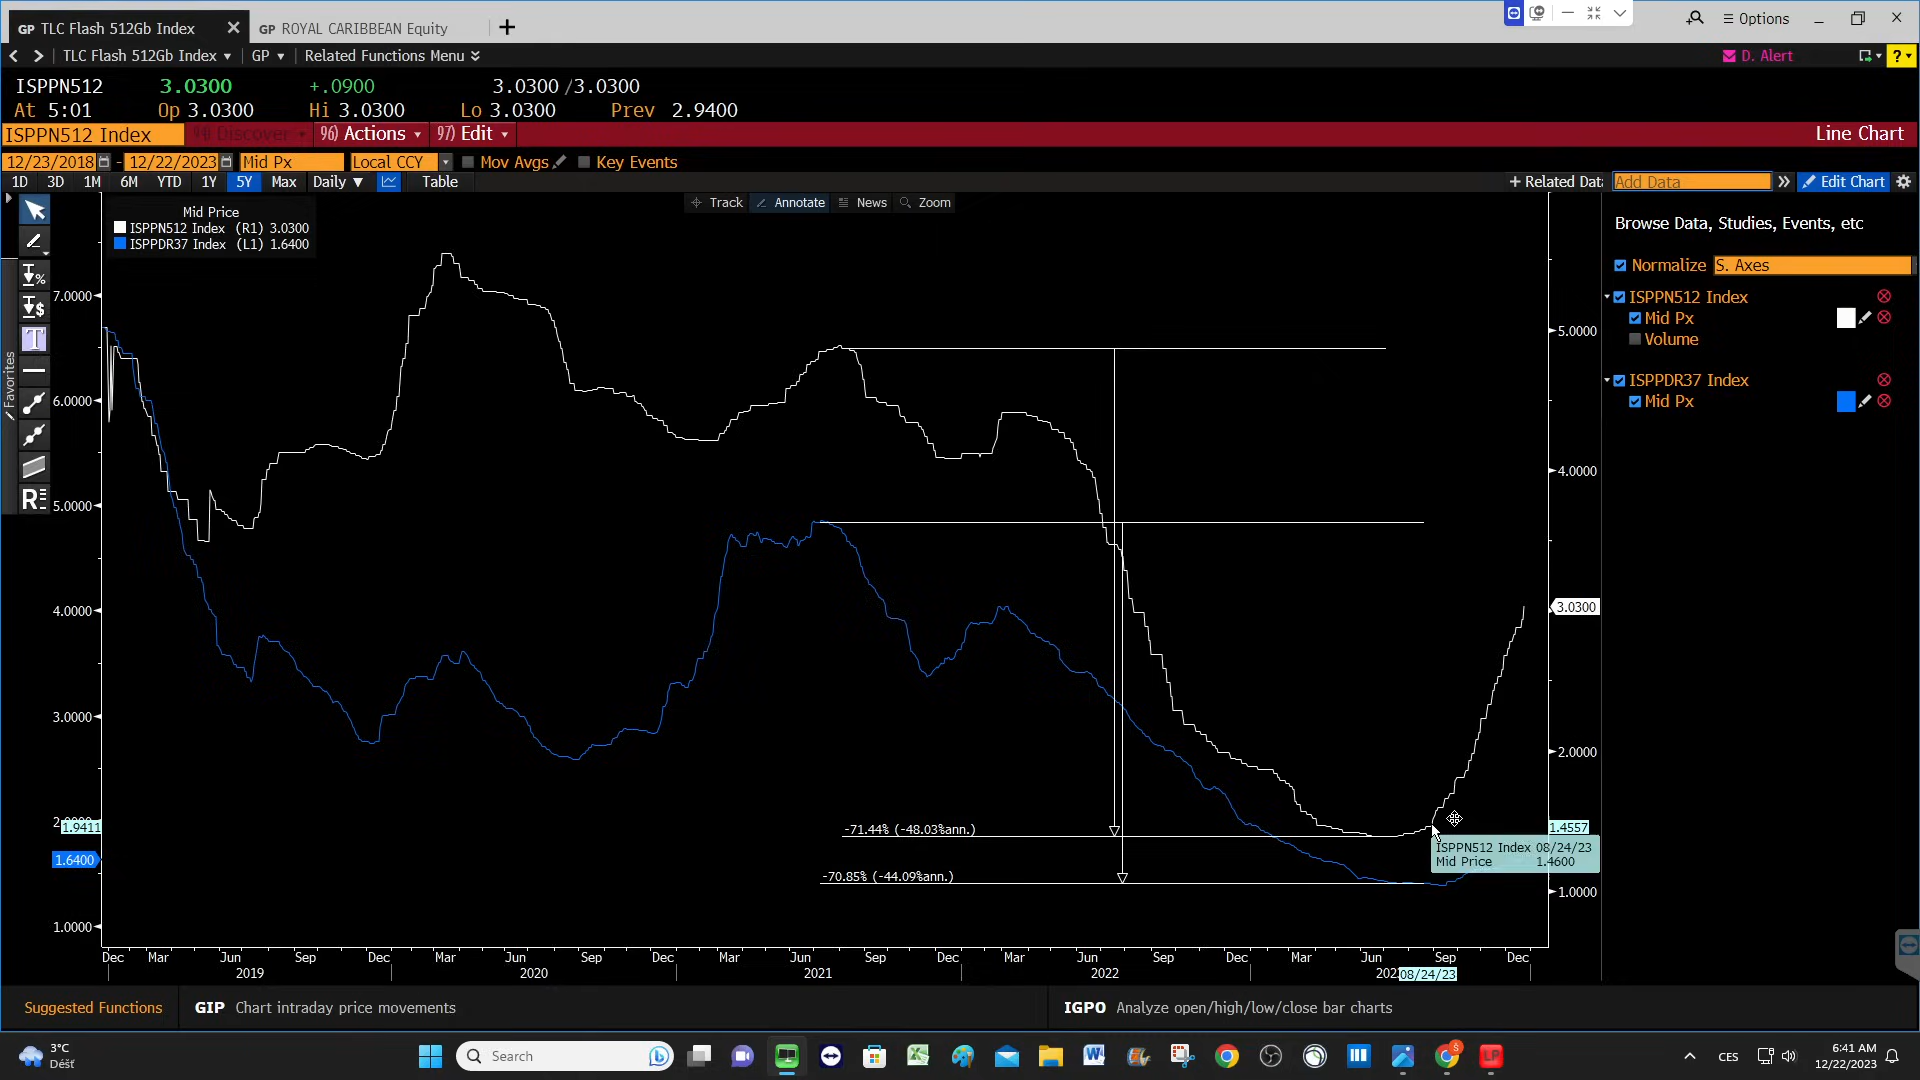 GP TLC Flash 512Gb Index
GP ROYAL CARIBBEAN Equity
Options
TLC Flash 512Gb Index
GP
Related Functions Menu
D. Alert
?
ISPPN512 3.0300 +.0900 3.0300 /3.0300
At 5:01 Op 3.0300 Hi 3.0300 Lo 3.0300 Prev 2.9400
ISPPN512 Index
94) Discover
96) Actions
97) Edit
Line Chart
12/23/2018 - 12/22/2023 Mid Px Local CCY Mov Avgs Key Events
1D 3D 1M 6M YTD 1Y 5Y Max Daily ▼ Table
+ Related Data
Add Data
Edit Chart
Track Annotate News Zoom
Mid Price
ISPPN512 Index (R1) 3.0300
ISPPDR37 Index (L1) 1.6400
Favorites
%
$
T
R
Browse Data, Studies, Events, etc
Normalize S. Axes
ISPPN512 Index
Mid Px
Volume
ISPPDR37 Index
Mid Px
7.0000
6.0000
5.0000
4.0000
3.0000
1.9411
1.6400
1.0000
5.0000
4.0000
3.0300
2.0000
1.4557
1.0000
-71.44% (-48.03%ann.)
-70.85% (-44.09%ann.)
ISPPN512 Index 08/24/23
Mid Price 1.4600
Dec Mar Jun Sep Dec Mar Jun Sep Dec Mar Jun Sep Dec Mar Jun Sep Dec Mar Jun Sep Dec
2019 2020 2021 2022 08/24/23
Suggested Functions
GIP Chart intraday price movements
IGPO Analyze open/high/low/close bar charts
3°C
Déšť
Search
CES
6:41 AM
12/22/2023